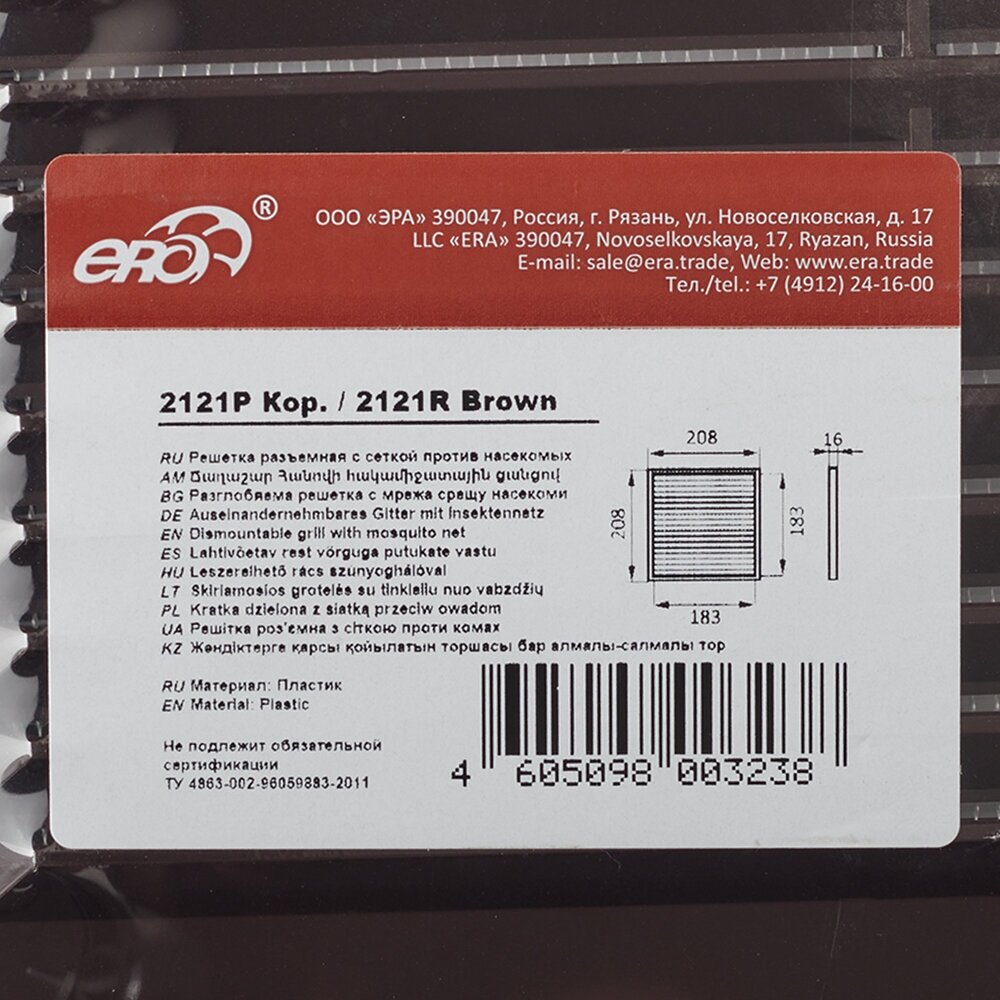 ERA ®
ООО «ЭРА» 390047, Россия, г. Рязань, ул. Новоселковская, д. 17
LLC «ERA» 390047, Novoselkovskaya, 17, Ryazan, Russia
E-mail: sale@era.trade, Web: www.era.trade
Тел./tel.: +7 (4912) 24-16-00
2121Р Кор. / 2121R Brown
RU Решетка разъемная с сеткой против насекомых
AM Ճաղաշար Հանովի հակամիջատային ցանցով
BG Разглобяема решетка с мрежа срещу насекоми
DE Auseinandernehmbares Gitter mit Insektennetz
EN Dismountable grill with mosquito net
ES Lahtivõetav rest võrguga putukate vastu
HU Leszerelhető rács szúnyoghálóval
LT Skiriamosios grotelės su tinkleliu nuo vabzdžių
PL Kratka dzielona z siatką przeciw owadom
UA Решітка роз'ємна з сіткою проти комах
KZ Жәндіктерге қарсы қойылатын торшасы бар алмалы-салмалы тор
208
16
208
183
183
RU Материал: Пластик
EN Material: Plastic
Не подлежит обязательной
сертификации
ТУ 4863-002-96059883-2011
4 605098 003238